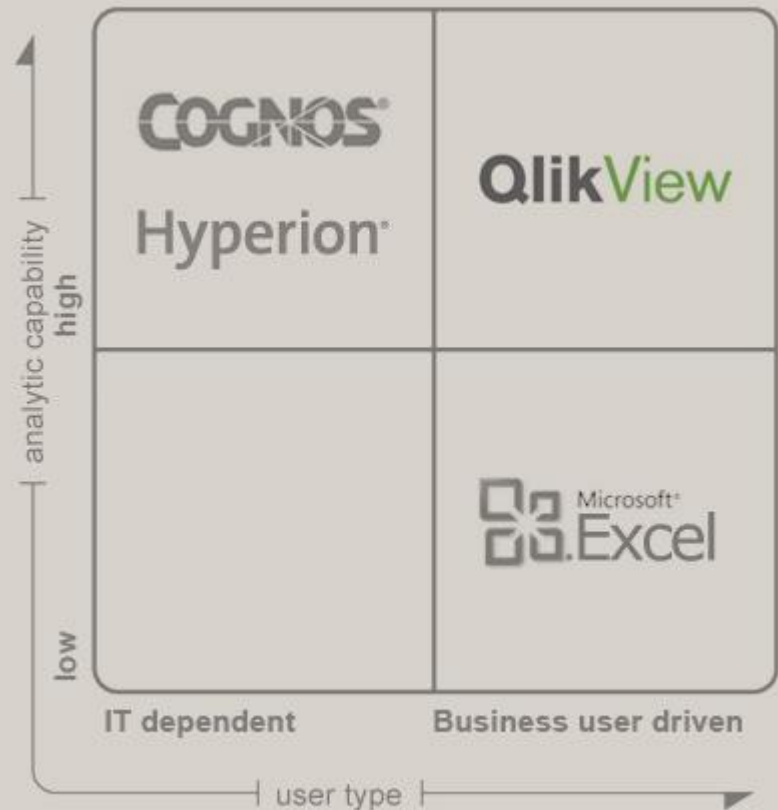 COGNOS®
Hyperion®
QlikView
Microsoft®
Excel
analytic capability
high
low
IT dependent
Business user driven
user type